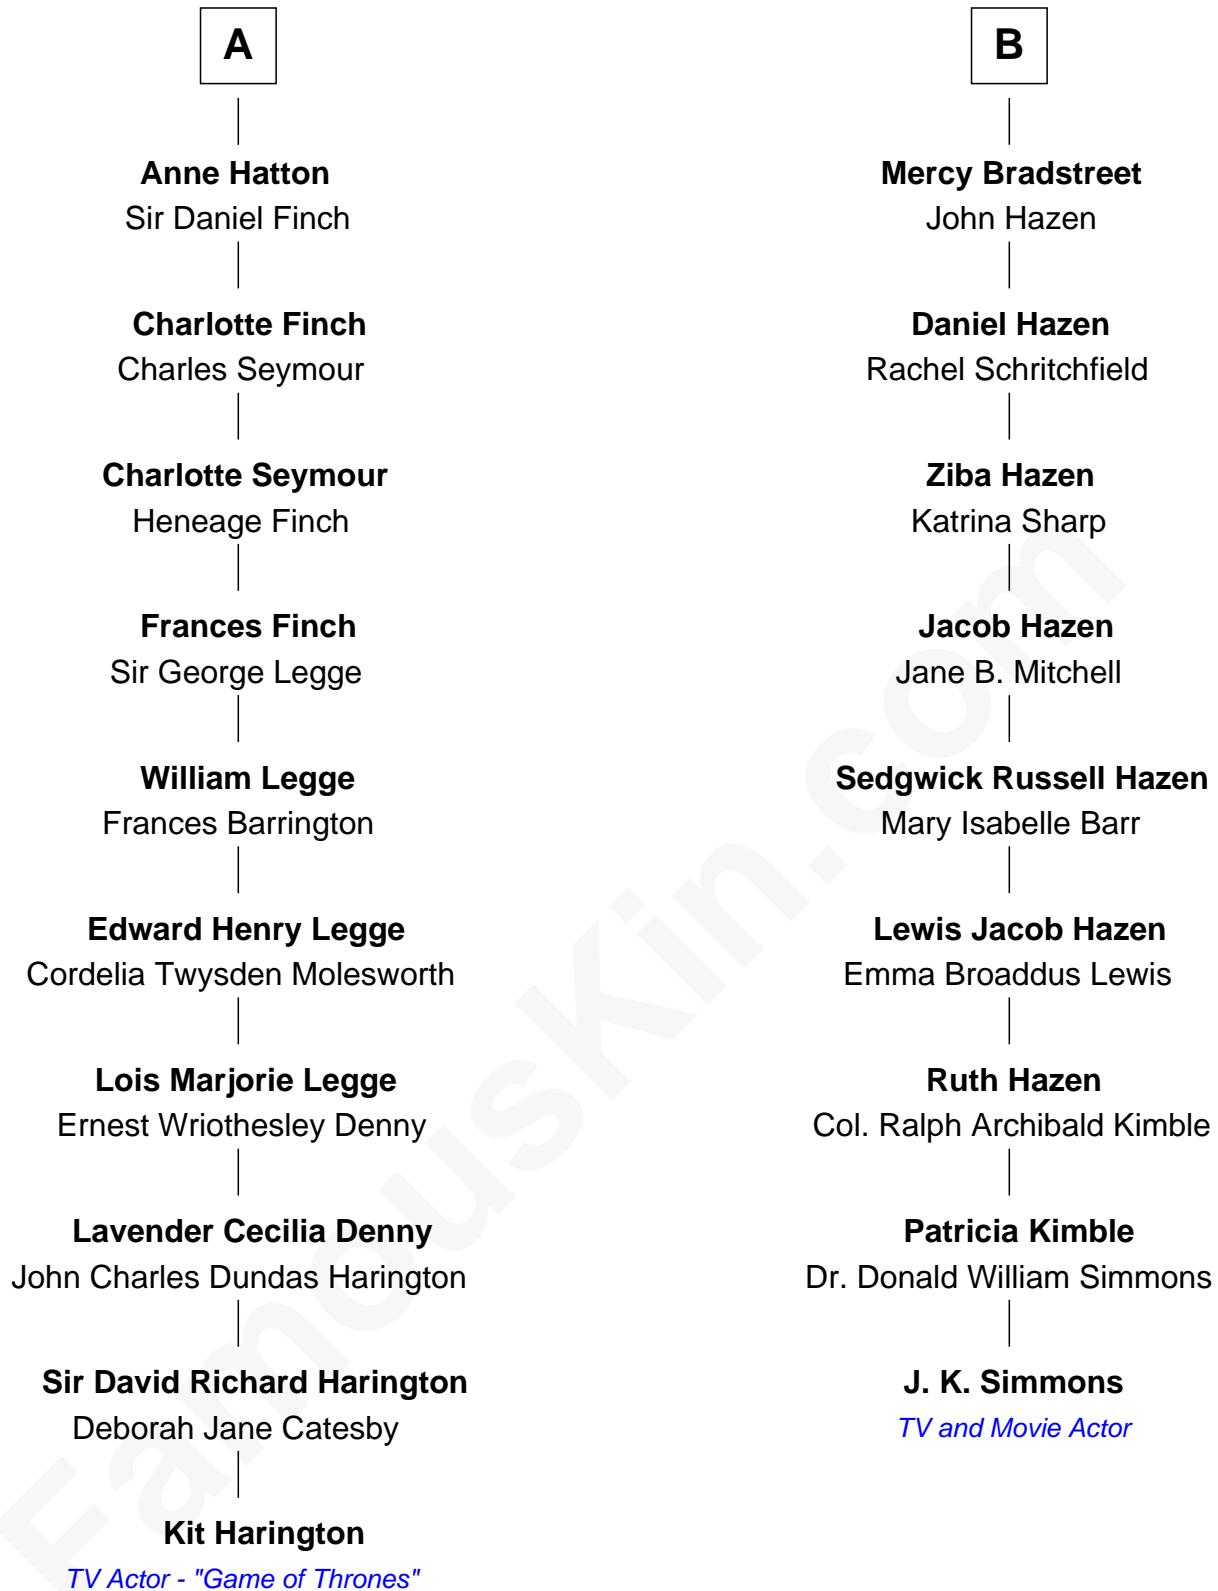 A
Anne Hatton
Sir Daniel Finch
Charlotte Finch
Charles Seymour
Charlotte Seymour
Heneage Finch
Frances Finch
Sir George Legge
William Legge
Frances Barrington
Edward Henry Legge
Cordelia Twysden Molesworth
Lois Marjorie Legge
Ernest Wriothesley Denny
Lavender Cecilia Denny
John Charles Dundas Harington
Sir David Richard Harington
Deborah Jane Catesby
Kit Harington
TV Actor - "Game of Thrones"
B
Mercy Bradstreet
John Hazen
Daniel Hazen
Rachel Schritchfield
Ziba Hazen
Katrina Sharp
Jacob Hazen
Jane B. Mitchell
Sedgwick Russell Hazen
Mary Isabelle Barr
Lewis Jacob Hazen
Emma Broaddus Lewis
Ruth Hazen
Col. Ralph Archibald Kimble
Patricia Kimble
Dr. Donald William Simmons
J. K. Simmons
TV and Movie Actor
FamousKin.com